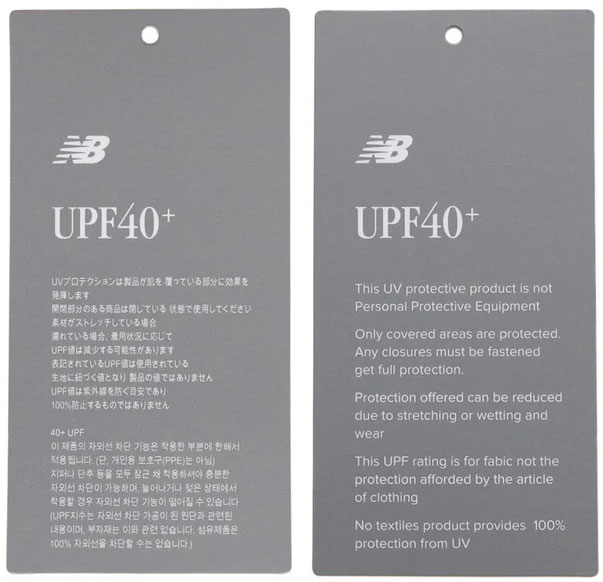 NB
UPF40+
UVプロテクションは製品が肌を 覆っている部分に効果を
発揮します
開閉部分のある商品は閉じている 状態で使用してください
素材がストレッチしている場合
濡れている場合、着用状況に応じて
UPF値は減少する可能性があります
表記されているUPF値は使用されている
生地に紐づく値となり 製品の値ではありません
UPF値は紫外線を防ぐ目安であり
100%防止するものではありません
40+ UPF
이 제품의 자외선 차단 기능은 착용한 부분에 한해서
적용됩니다. (단, 개인용 보호구(PPE)는 아님)
지퍼나 단추 등을 모두 잠근 채 착용하셔야 충분한
자외선 차단이 가능하며, 늘어나거나 젖은 상태에서
착용할 경우 자외선 차단 기능이 떨어질 수 있습니다
(UPF지수는 자외선 차단 가공이 된 원단과 관련된
내용이며, 부자재는 이와 관련 없습니다. 섬유제품은
100% 자외선을 차단할 수는 없습니다.)
NB
UPF40+
This UV protective product is not
Personal Protective Equipment
Only covered areas are protected.
Any closures must be fastened
get full protection.
Protection offered can be reduced
due to stretching or wetting and
wear
This UPF rating is for fabic not the
protection afforded by the article
of clothing
No textiles product provides 100%
protection from UV